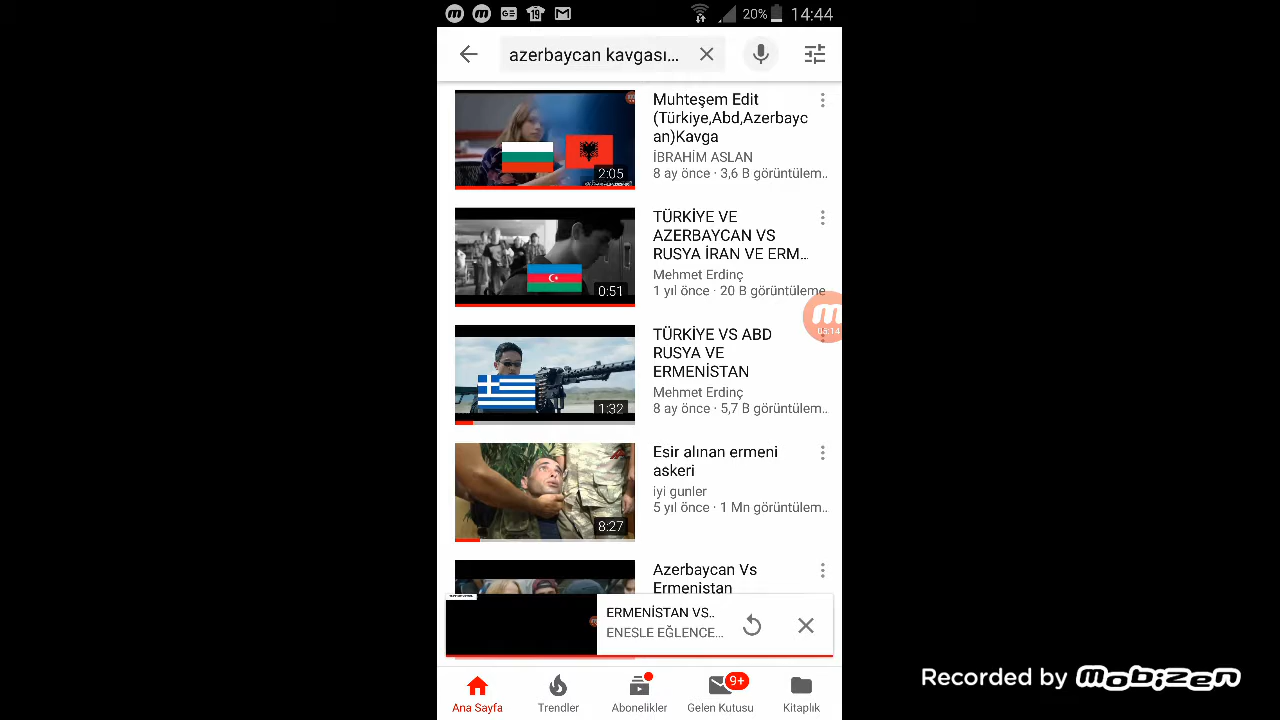 20% 14:44
azerbaycan kavgası...
Muhteşem Edit
(Türkiye,Abd,Azerbayc
an)Kavga
İBRAHİM ASLAN
8 ay önce · 3,6 B görüntülem..
2:05
TÜRKİYE VE
AZERBAYCAN VS
RUSYA İRAN VE ERM...
Mehmet Erdinç
1 yıl önce · 20 B görüntüleme
0:51
05:14
TÜRKİYE VS ABD
RUSYA VE
ERMENİSTAN
Mehmet Erdinç
8 ay önce · 5,7 B görüntülem..
1:32
Esir alınan ermeni
askeri
iyi gunler
5 yıl önce · 1 Mn görüntülem..
8:27
Azerbaycan Vs
Ermenistan
ERMENİSTAN VS..
ENESLE EĞLENCE...
9+
Ana Sayfa Trendler Abonelikler Gelen Kutusu Kitaplık
Recorded by mobizen